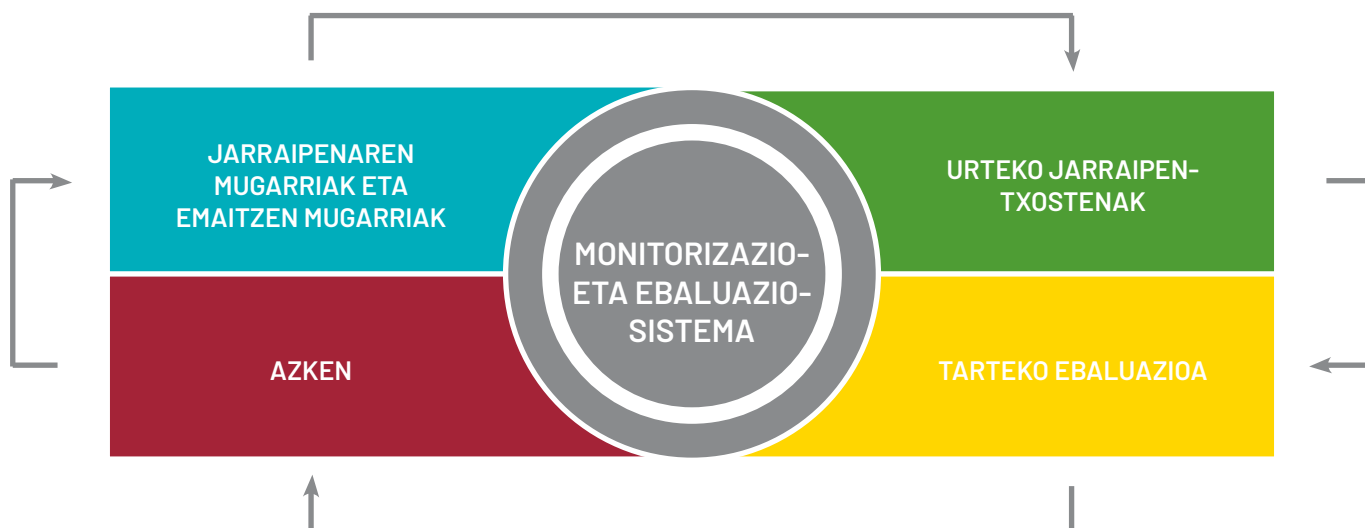 JARRAIPENAREN
MUGARRIAK ETA
EMAITZEN MUGARRIAK
URTEKO JARRAIPEN-
TXOSTENAK
MONITORIZAZIO-
ETA EBALUAZIO-
SISTEMA
AZKEN
TARTEKO EBALUAZIOA